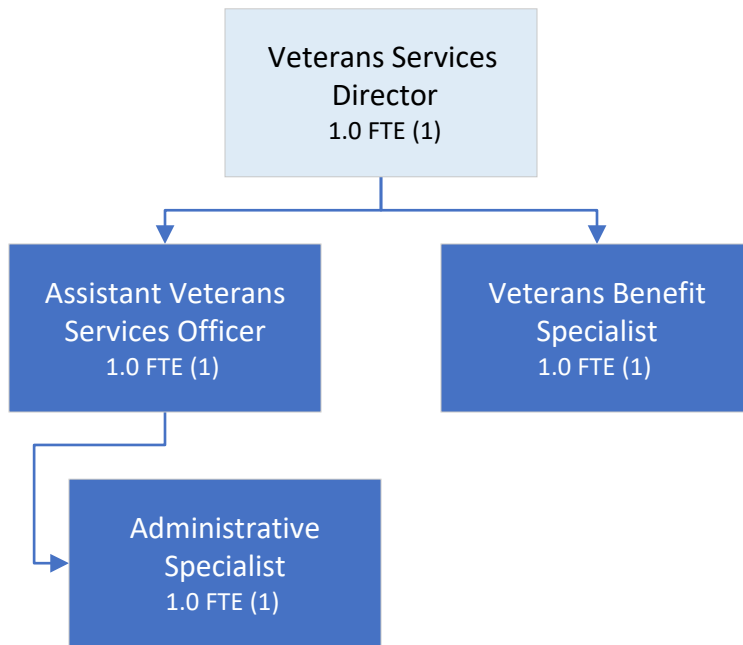 Veterans Services
Director
1.0 FTE (1)
Assistant Veterans
Services Officer
1.0 FTE (1)
Veterans Benefit
Specialist
1.0 FTE (1)
Administrative
Specialist
1.0 FTE (1)